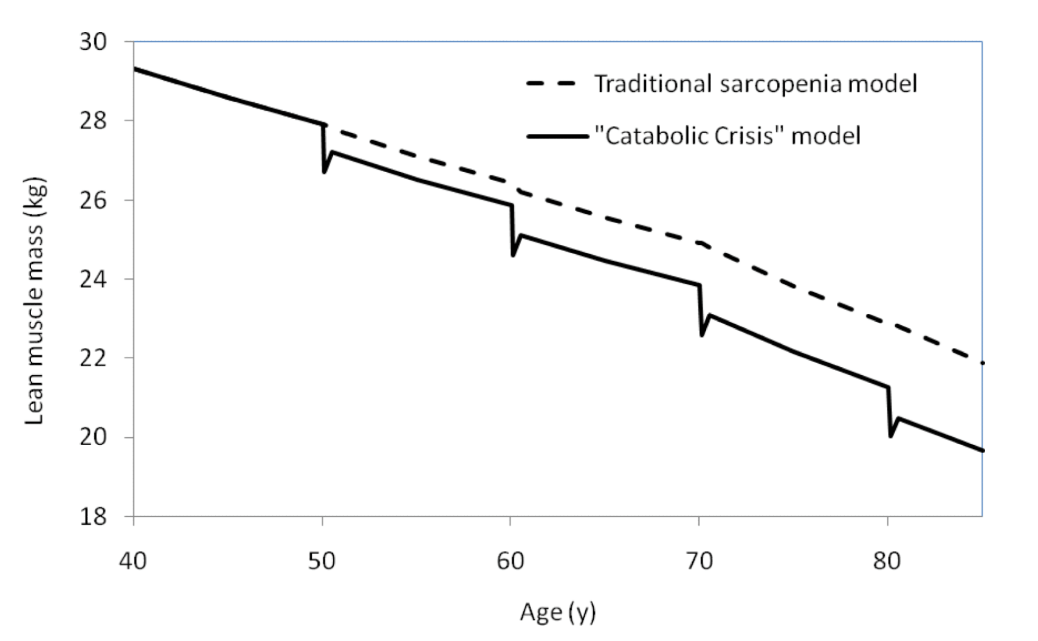 30
28
26
24
22
20
18
Lean muscle mass (kg)
Traditional sarcopenia model
"Catabolic Crisis" model
40 50 60 70 80
Age (y)